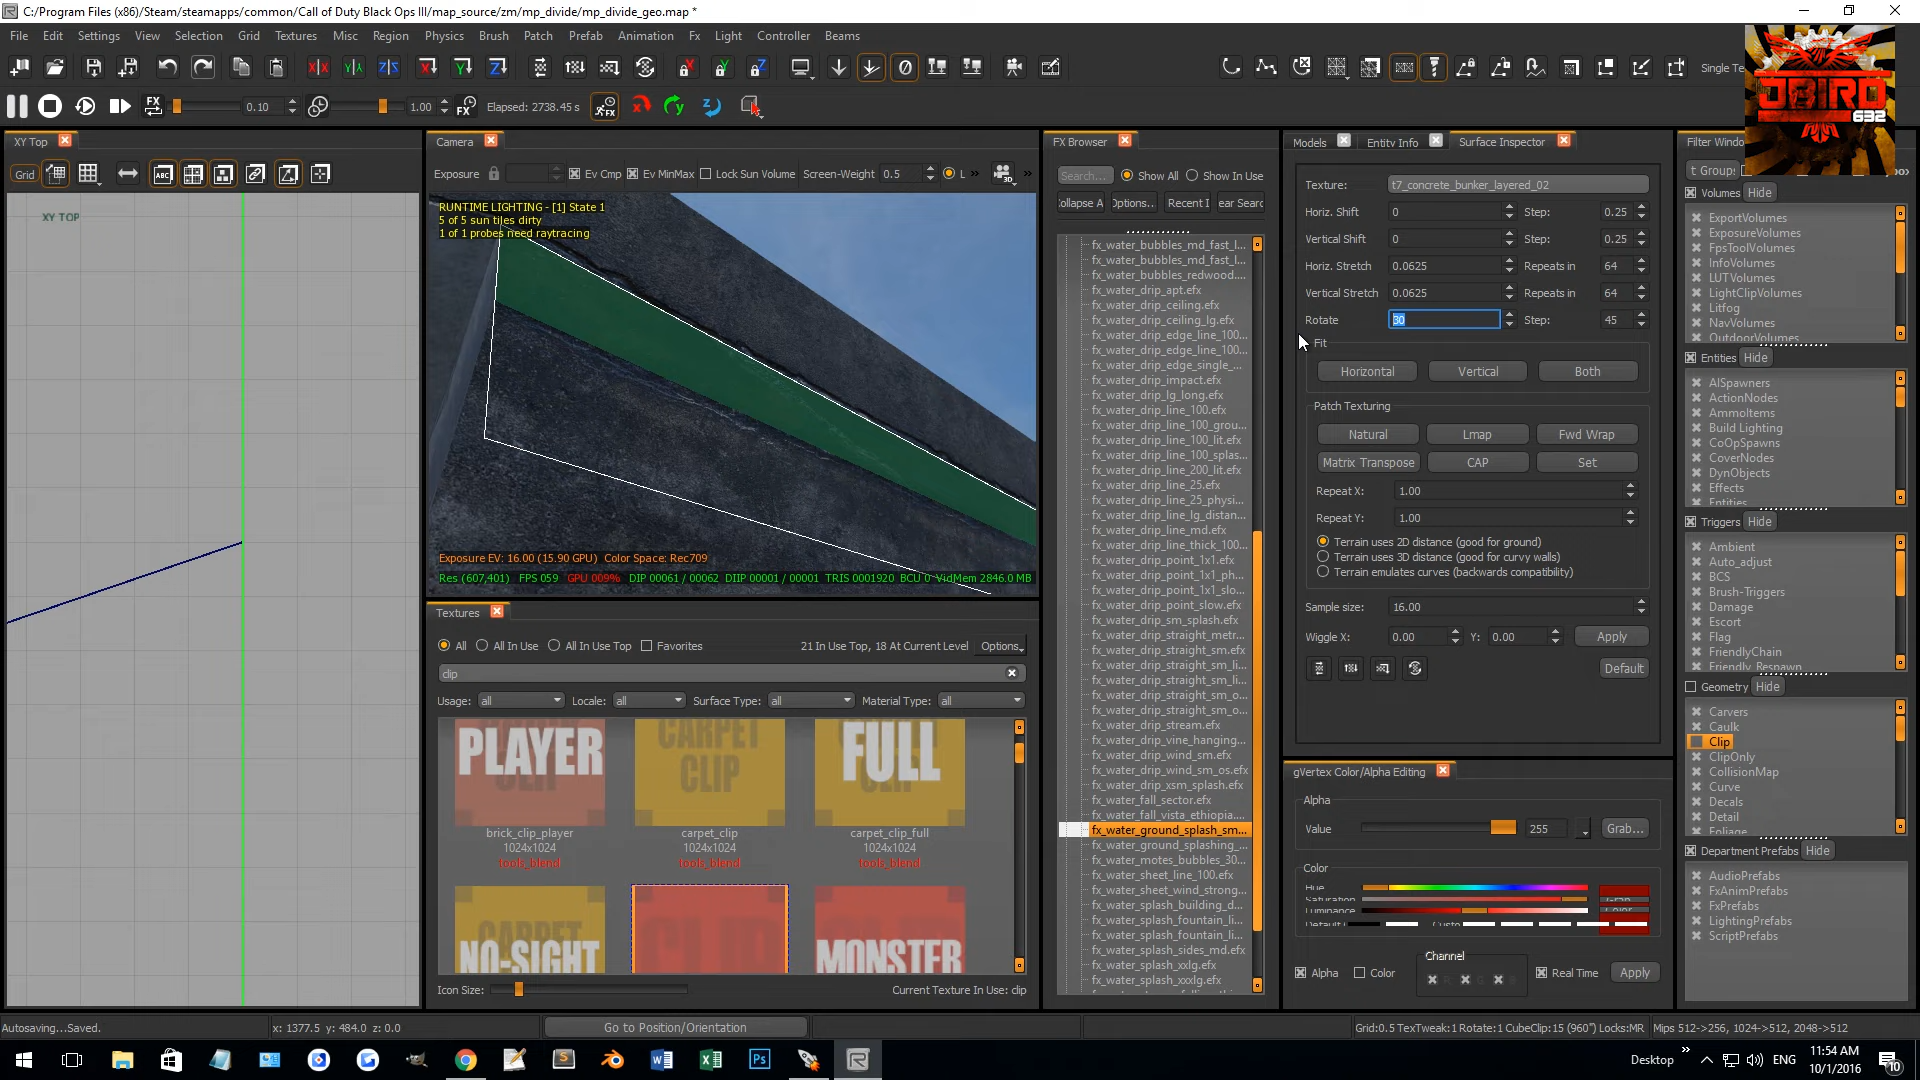 C:/Program Files (x86)/Steam/steamapps/common/Call of Duty Black Ops III/map_source/zm/mp_divide/mp_divide_geo.map *
File Edit Settings View Selection Grid Textures Misc Region Physics Brush Patch Prefab Animation Fx Light Controller Beams
Single Te
FX 0.10 1.00 FX Elapsed: 2738.45 s
DBIRD
632
XY Top Camera FX Browser Models Entity Info Surface Inspector Filter Windo
Grid ABC
XY TOP
Exposure Ev Cmp Ev MinMax Lock Sun Volume Screen-Weight 0.5 L »
RUNTIME LIGHTING - [1] State 1
5 of 5 sun tiles dirty
1 of 1 probes need raytracing
Exposure EV: 16.00 (15.90 GPU) Color Space: Rec709
Res (607,401) FPS 059 GPU 009% DIP 00061 / 00062 DIIP 00001 / 00001 TRIS 0001920 BCU 0 VidMem 2846.0 MB
Textures
All All In Use All In Use Top Favorites 21 In Use Top, 18 At Current Level Options
clip
Usage: all Locale: all Surface Type: all Material Type: all
PLAYER
CARPET
CLIP
FULL
brick_clip_player
1024x1024
tools_blend
carpet_clip
1024x1024
tools_blend
carpet_clip_full
1024x1024
tools_blend
CARPET
NO-SIGHT
CLIP
MONSTER
Icon Size: Current Texture In Use: clip
Search... Show All Show In Use
ollapse A Options.. Recent I ear Searc
fx_water_bubbles_md_fast_l...
fx_water_bubbles_md_fast_l...
fx_water_bubbles_redwood....
fx_water_drip_apt.efx
fx_water_drip_ceiling.efx
fx_water_drip_ceiling_lg.efx
fx_water_drip_edge_line_100...
fx_water_drip_edge_line_100...
fx_water_drip_edge_single_...
fx_water_drip_impact.efx
fx_water_drip_lg_long.efx
fx_water_drip_line_100.efx
fx_water_drip_line_100_grou...
fx_water_drip_line_100_lit.efx
fx_water_drip_line_100_splas...
fx_water_drip_line_200_lit.efx
fx_water_drip_line_25.efx
fx_water_drip_line_25_physi...
fx_water_drip_line_lg_distan...
fx_water_drip_line_md.efx
fx_water_drip_line_thick_100...
fx_water_drip_point_1x1.efx
fx_water_drip_point_1x1_ph...
fx_water_drip_point_1x1_slo...
fx_water_drip_point_slow.efx
fx_water_drip_sm_splash.efx
fx_water_drip_straight_metr...
fx_water_drip_straight_sm.efx
fx_water_drip_straight_sm_li...
fx_water_drip_straight_sm_li...
fx_water_drip_straight_sm_o...
fx_water_drip_straight_sm_o...
fx_water_drip_stream.efx
fx_water_drip_vine_hanging...
fx_water_drip_wind_sm.efx
fx_water_drip_wind_sm_os.efx
fx_water_drip_xsm_splash.efx
fx_water_fall_sector.efx
fx_water_fall_vista_ethiopia....
fx_water_ground_splash_sm...
fx_water_ground_splashing_...
fx_water_motes_bubbles_30...
fx_water_sheet_line_100.efx
fx_water_sheet_wind_strong...
fx_water_splash_building_d...
fx_water_splash_fountain_li...
fx_water_splash_fountain_li...
fx_water_splash_sides_md.efx
fx_water_splash_xxlg.efx
fx_water_splash_xxxlg.efx
Texture: t7_concrete_bunker_layered_02
Horiz. Shift 0 Step: 0.25
Vertical Shift 0 Step: 0.25
Horiz. Stretch 0.0625 Repeats in 64
Vertical Stretch 0.0625 Repeats in 64
Rotate 30 Step: 45
Fit
Horizontal Vertical Both
Patch Texturing
Natural Lmap Fwd Wrap
Matrix Transpose CAP Set
Repeat X: 1.00
Repeat Y: 1.00
Terrain uses 2D distance (good for ground)
Terrain uses 3D distance (good for curvy walls)
Terrain emulates curves (backwards compatibility)
Sample size: 16.00
Wiggle X: 0.00 Y: 0.00 Apply
Default
gVertex Color/Alpha Editing
Alpha
Value 255 Grab...
Color
Hue
Saturation
Luminance
Channel
Alpha Color Real Time Apply
t Group: ox
Volumes Hide
ExportVolumes
ExposureVolumes
FpsToolVolumes
InfoVolumes
LUTVolumes
LightClipVolumes
Litfog
NavVolumes
OutdoorVolumes
Entities Hide
AISpawners
ActionNodes
AmmoItems
Build Lighting
CoOpSpawns
CoverNodes
DynObjects
Effects
Entities
Triggers Hide
Ambient
Auto_adjust
BCS
Brush-Triggers
Damage
Escort
Flag
FriendlyChain
Friendly_Respawn
Geometry Hide
Carvers
Caulk
Clip
ClipOnly
CollisionMap
Curve
Decals
Detail
Foliage
Department Prefabs Hide
AudioPrefabs
FxAnimPrefabs
FxPrefabs
LightingPrefabs
ScriptPrefabs
Autosaving...Saved. x: 1377.5 y: 484.0 z: 0.0 Go to Position/Orientation Grid:0.5 TexTweak:1 Rotate:1 CubeClip:15 (960") Locks:MR Mips 512->256, 1024->512, 2048->512
Desktop » ENG 11:54 AM
10/1/2016 10